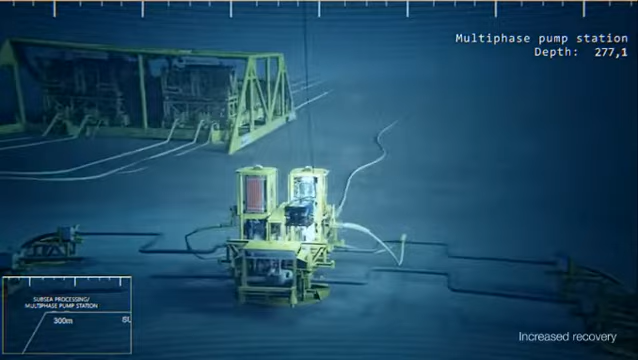 Multiphase pump station
Depth: 277,1
SUBSEA PROCESSING/
MULTIPHASE PUMP STATION
300m
Increased recovery